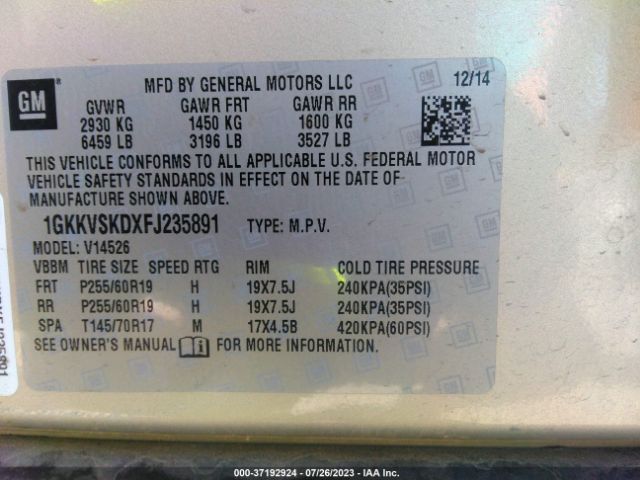 MFD BY GENERAL MOTORS LLC 12/14
GM ®
GVWR GAWR FRT GAWR RR
2930 KG 1450 KG 1600 KG
6459 LB 3196 LB 3527 LB
THIS VEHICLE CONFORMS TO ALL APPLICABLE U.S. FEDERAL MOTOR
VEHICLE SAFETY STANDARDS IN EFFECT ON THE DATE OF
MANUFACTURE SHOWN ABOVE.
1GKKVSKDXFJ235891 TYPE: M.P.V.
MODEL: V14526
VBBM TIRE SIZE SPEED RTG RIM COLD TIRE PRESSURE
FRT P255/60R19 H 19X7.5J 240KPA(35PSI)
RR P255/60R19 H 19X7.5J 240KPA(35PSI)
SPA T145/70R17 M 17X4.5B 420KPA(60PSI)
SEE OWNER'S MANUAL FOR MORE INFORMATION.
000-37192924 - 07/26/2023 - IAA Inc.